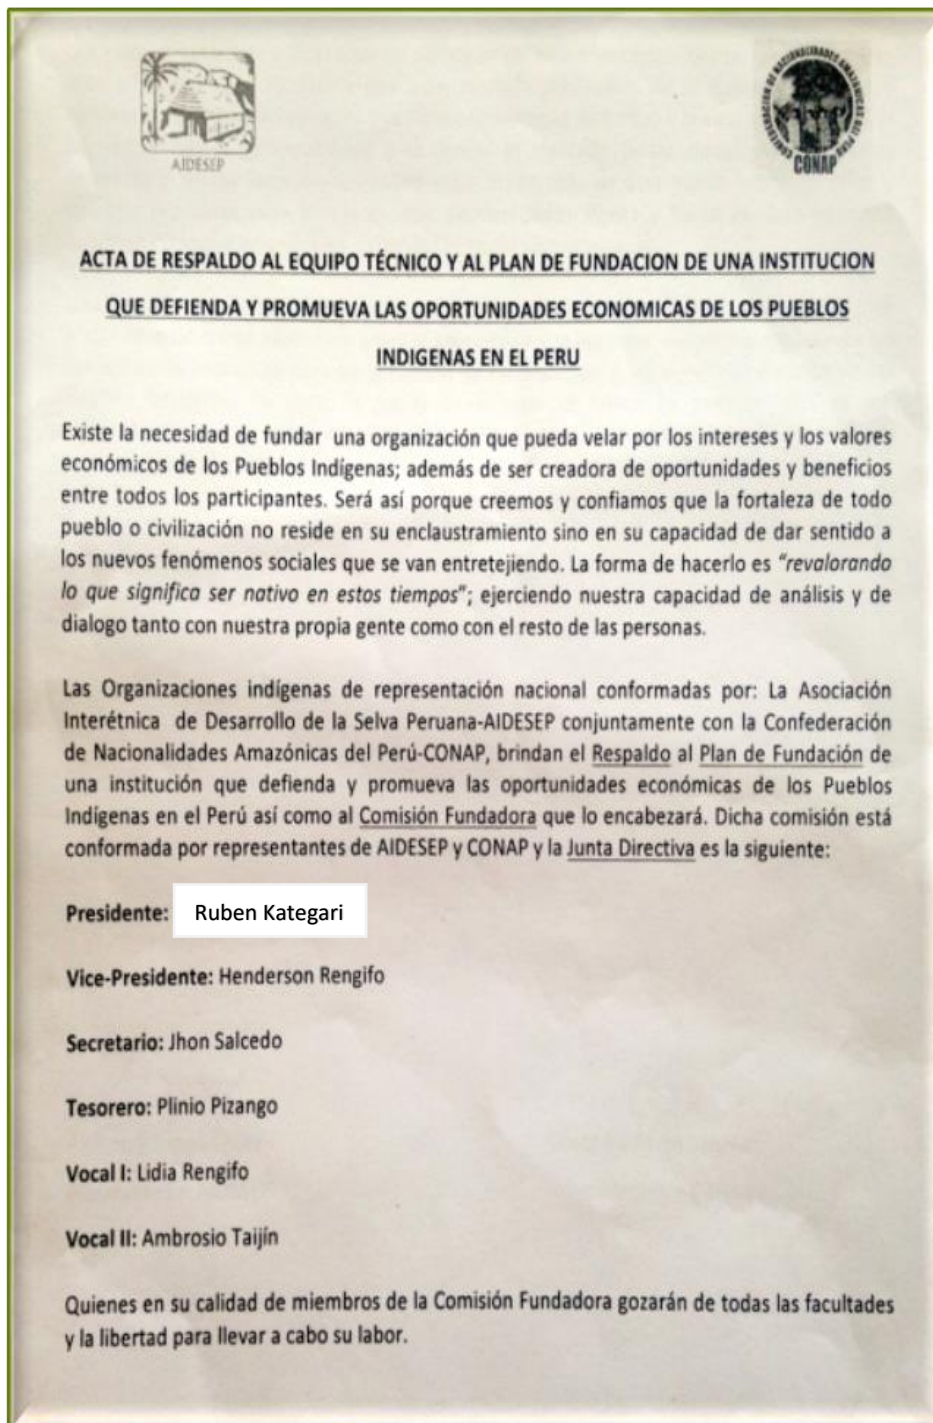 AIDESEP
CONFEDERACION DE NACIONALIDADES AMAZONICAS DEL PERU
CONAP
ACTA DE RESPALDO AL EQUIPO TÉCNICO Y AL PLAN DE FUNDACION DE UNA INSTITUCION
QUE DEFIENDA Y PROMUEVA LAS OPORTUNIDADES ECONOMICAS DE LOS PUEBLOS
INDIGENAS EN EL PERU
Existe la necesidad de fundar una organización que pueda velar por los intereses y los valores
económicos de los Pueblos Indígenas; además de ser creadora de oportunidades y beneficios
entre todos los participantes. Será así porque creemos y confiamos que la fortaleza de todo
pueblo o civilización no reside en su enclaustramiento sino en su capacidad de dar sentido a
los nuevos fenómenos sociales que se van entretejiendo. La forma de hacerlo es "revalorando
lo que significa ser nativo en estos tiempos"; ejerciendo nuestra capacidad de análisis y de
dialogo tanto con nuestra propia gente como con el resto de las personas.
Las Organizaciones indígenas de representación nacional conformadas por: La Asociación
Interétnica de Desarrollo de la Selva Peruana-AIDESEP conjuntamente con la Confederación
de Nacionalidades Amazónicas del Perú-CONAP, brindan el Respaldo al Plan de Fundación de
una institución que defienda y promueva las oportunidades económicas de los Pueblos
Indígenas en el Perú así como al Comisión Fundadora que lo encabezará. Dicha comisión está
conformada por representantes de AIDESEP y CONAP y la Junta Directiva es la siguiente:
Presidente: Ruben Kategari
Vice-Presidente: Henderson Rengifo
Secretario: Jhon Salcedo
Tesorero: Plinio Pizango
Vocal I: Lidia Rengifo
Vocal II: Ambrosio Taijín
Quienes en su calidad de miembros de la Comisión Fundadora gozarán de todas las facultades
y la libertad para llevar a cabo su labor.